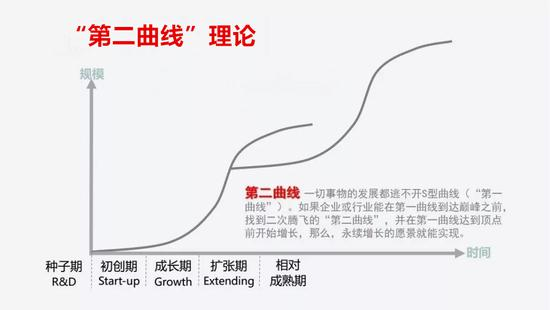 “第二曲线”理论
规模
第二曲线 一切事物的发展都逃不开S型曲线（“第一
曲线”）。如果企业或行业能在第一曲线到达巅峰之前，
找到二次腾飞的“第二曲线”，并在第一曲线达到顶点
前开始增长，那么，永续增长的愿景就能实现。
时间
种子期 初创期 成长期 扩张期 相对
R&D Start-up Growth Extending 成熟期